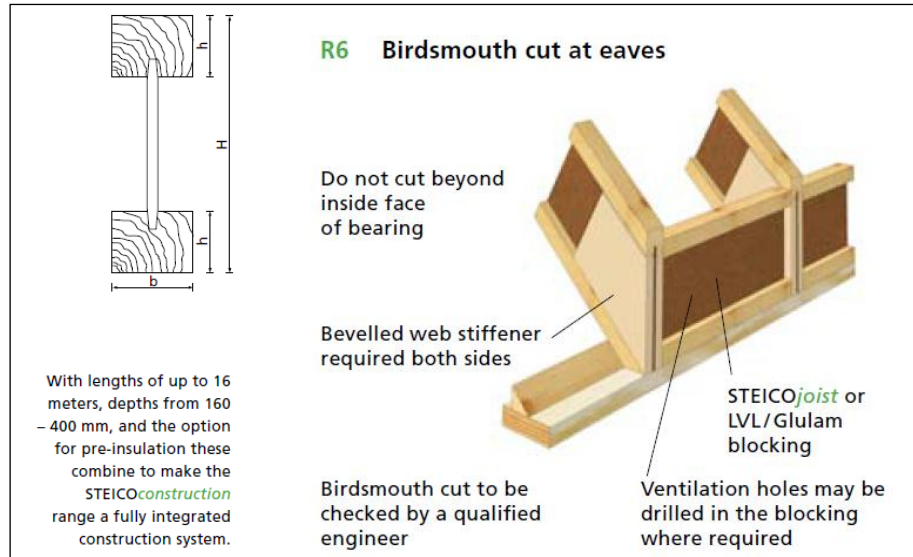 h
H
h
b
With lengths of up to 16
meters, depths from 160
– 400 mm, and the option
for pre-insulation these
combine to make the
STEICOconstruction
range a fully integrated
construction system.
R6 Birdsmouth cut at eaves
Do not cut beyond
inside face
of bearing
Bevelled web stiffener
required both sides
STEICOjoist or
LVL/Glulam
blocking
Birdsmouth cut to be
checked by a qualified
engineer
Ventilation holes may be
drilled in the blocking
where required